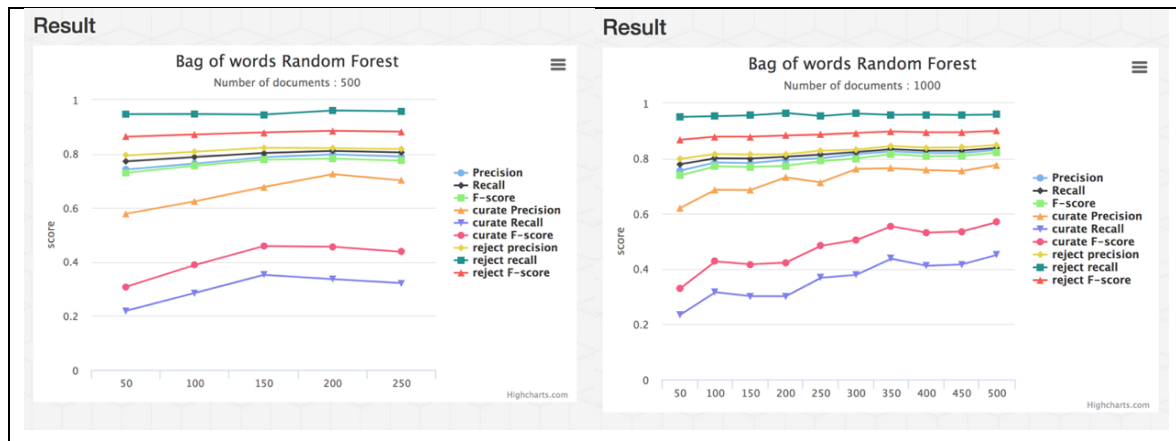 Result
Bag of words Random Forest
Number of documents : 500
1
0.8
0.6
0.4
0.2
0
score
50 100 150 200 250
Precision
Recall
F-score
curate Precision
curate Recall
curate F-score
reject precision
reject recall
reject F-score
Highcharts.com
Result
Bag of words Random Forest
Number of documents : 1000
1
0.8
0.6
0.4
0.2
0
score
50 100 150 200 250 300 350 400 450 500
Precision
Recall
F-score
curate Precision
curate Recall
curate F-score
reject precision
reject recall
reject F-score
Highcharts.com